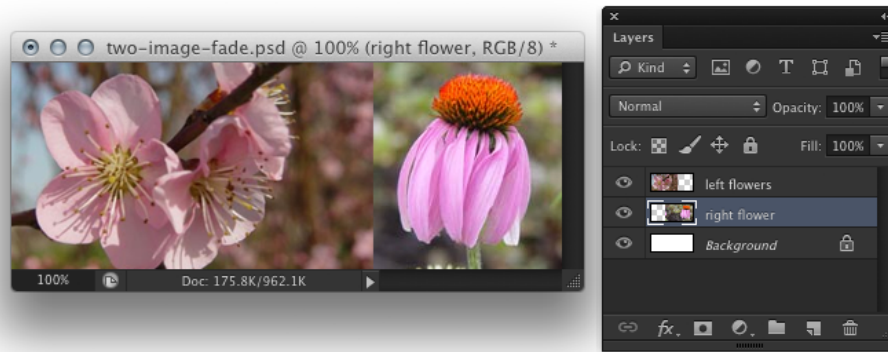 two-image-fade.psd @ 100% (right flower, RGB/8) *
100%
Doc: 175.8K/962.1K
Layers
Kind
T
Normal
Opacity: 100%
Lock:
Fill: 100%
left flowers
right flower
Background
fx.